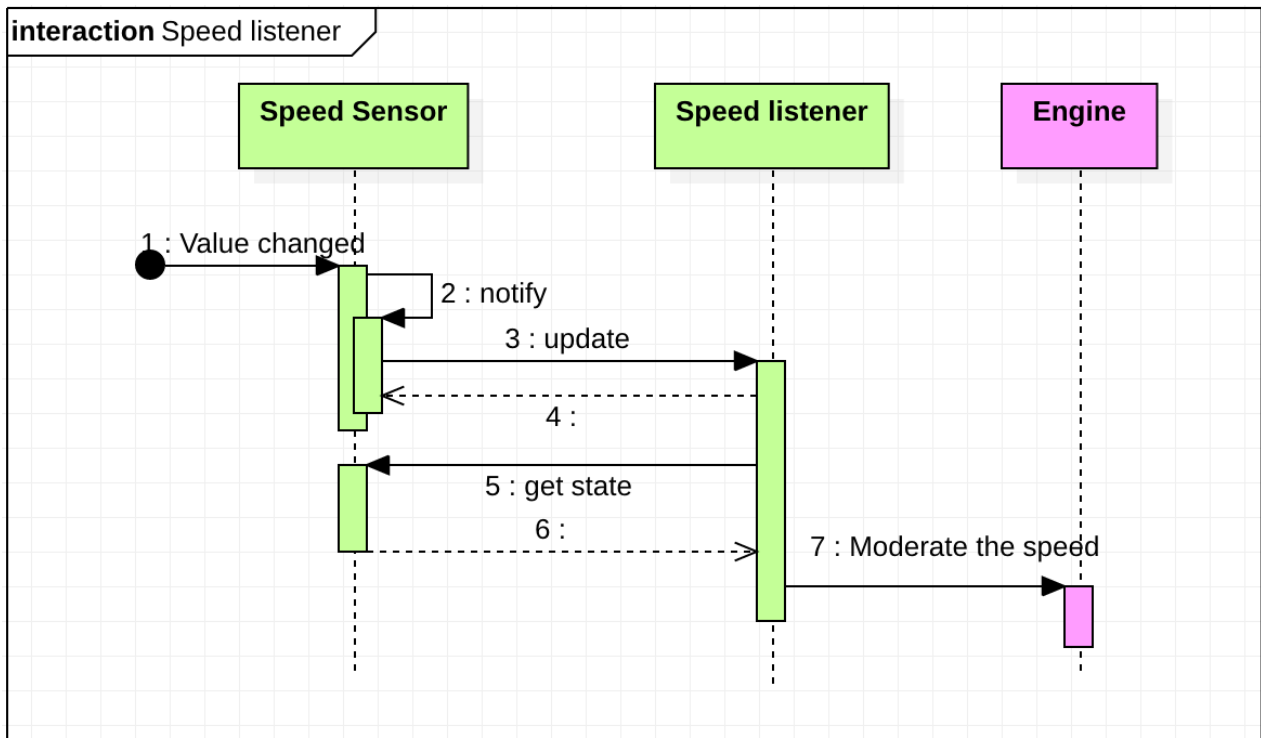 interaction Speed listener
Speed Sensor
Speed listener
Engine
1 : Value changed
2 : notify
3 : update
4 :
5 : get state
6 :
7 : Moderate the speed